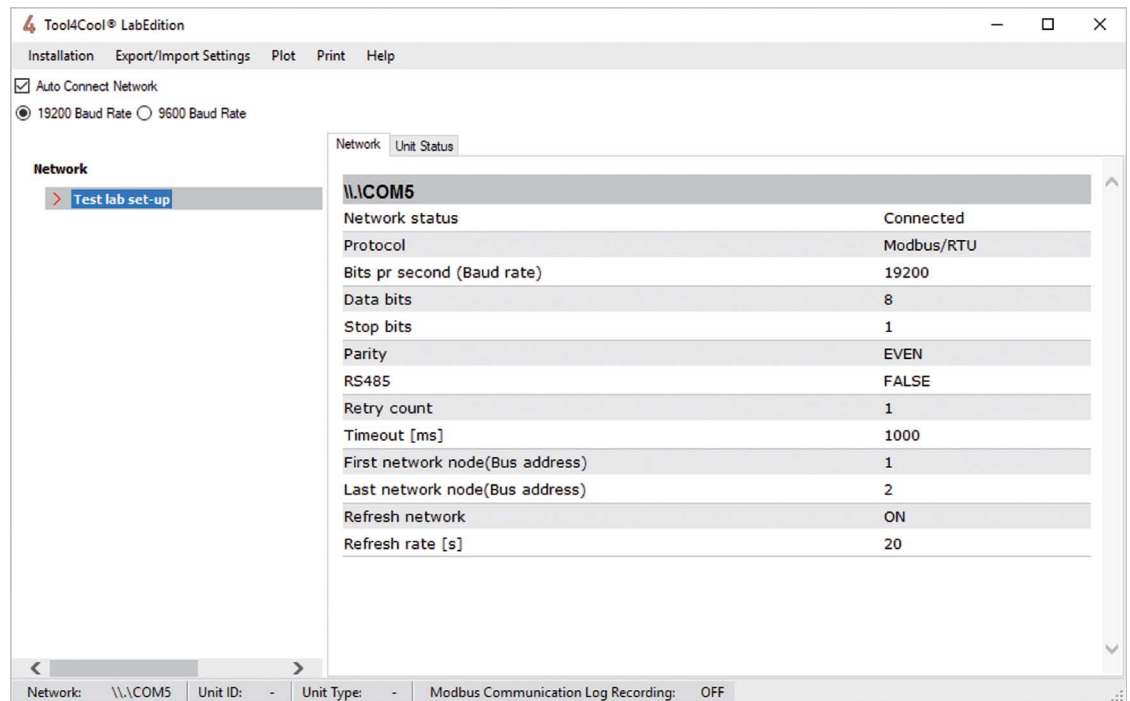 4 Tool4Cool® LabEdition
Installation Export/Import Settings Plot Print Help
Auto Connect Network
19200 Baud Rate 9600 Baud Rate
Network Unit Status
Network
Test lab set-up
\\.\COM5
Network status Connected
Protocol Modbus/RTU
Bits pr second (Baud rate) 19200
Data bits 8
Stop bits 1
Parity EVEN
RS485 FALSE
Retry count 1
Timeout [ms] 1000
First network node(Bus address) 1
Last network node(Bus address) 2
Refresh network ON
Refresh rate [s] 20
Network: \\.\COM5 Unit ID: - Unit Type: - Modbus Communication Log Recording: OFF